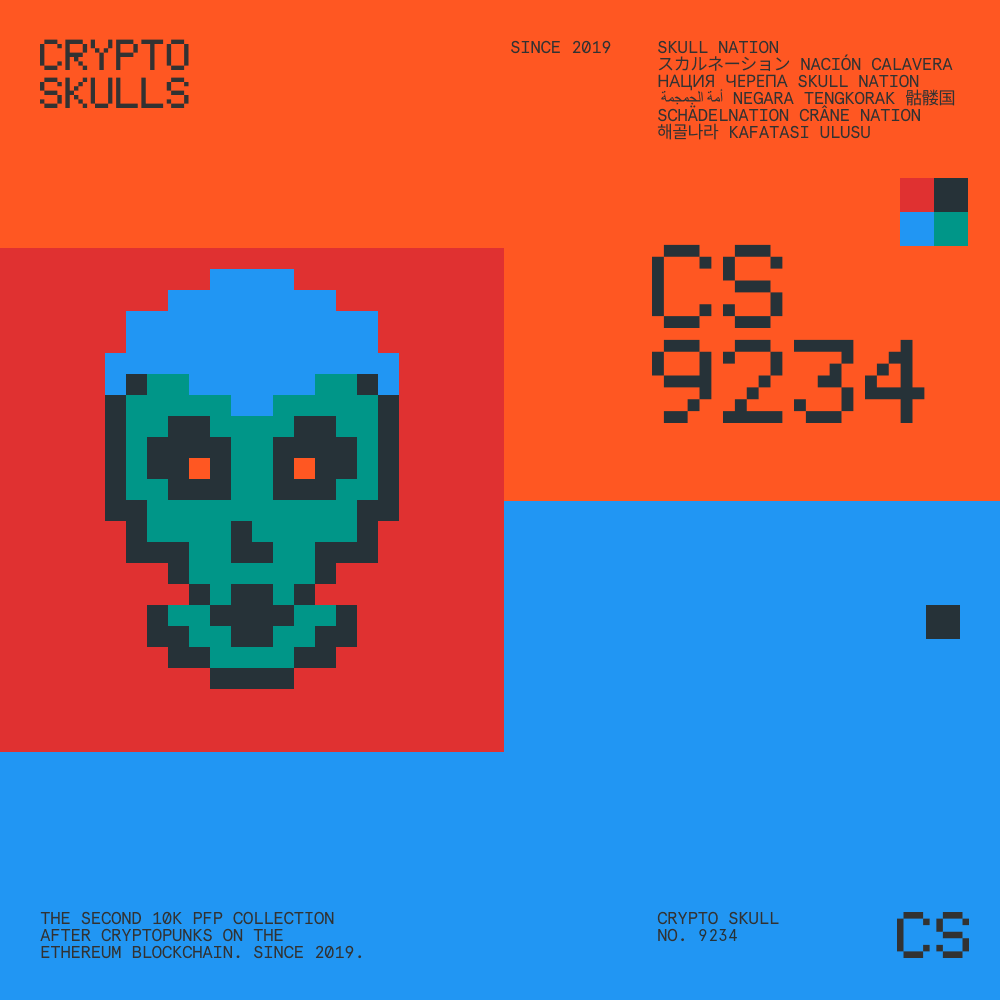 CRYPTO
SKULLS
SINCE 2019
SKULL NATION
スカルネーション NACIÓN CALAVERA
НАЦИЯ ЧЕРЕПА SKULL NATION
أمة الجمجمة NEGARA TENGKORAK 骷髅国
SCHÄDELNATION CRÂNE NATION
해골나라 KAFATASI ULUSU
CS
9234
THE SECOND 10K PFP COLLECTION
AFTER CRYPTOPUNKS ON THE
ETHEREUM BLOCKCHAIN. SINCE 2019.
CRYPTO SKULL
NO. 9234
CS